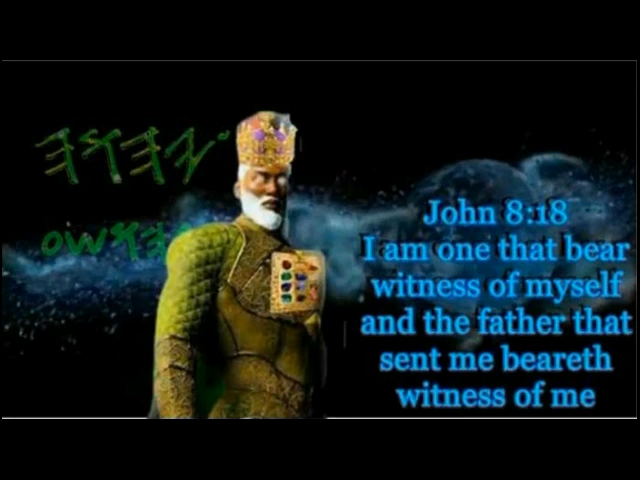 𐤉𐤄𐤅𐤄
John 8:18
I am one that bear
witness of myself
and the father that
sent me beareth
witness of me